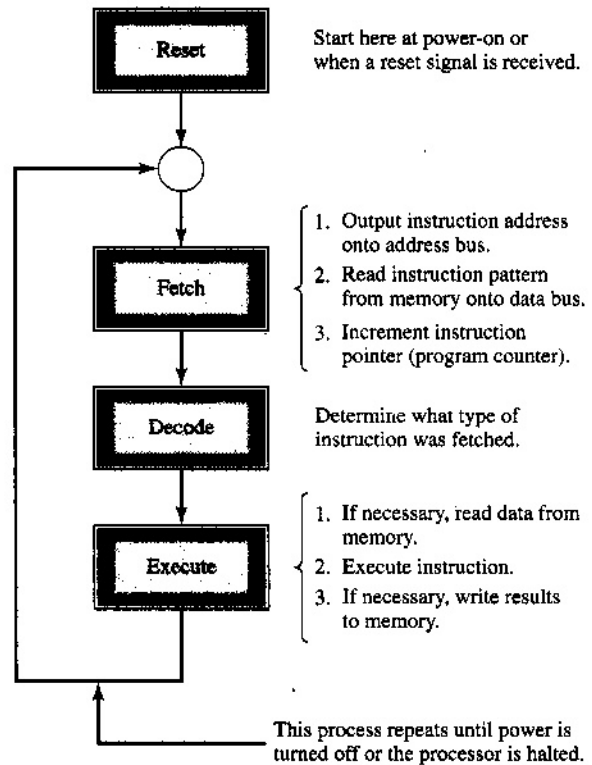 Reset
Start here at power-on or
when a reset signal is received.
Fetch
1. Output instruction address
onto address bus.
2. Read instruction pattern
from memory onto data bus.
3. Increment instruction
pointer (program counter).
Decode
Determine what type of
instruction was fetched.
Execute
1. If necessary, read data from
memory.
2. Execute instruction.
3. If necessary, write results
to memory.
This process repeats until power is
turned off or the processor is halted.